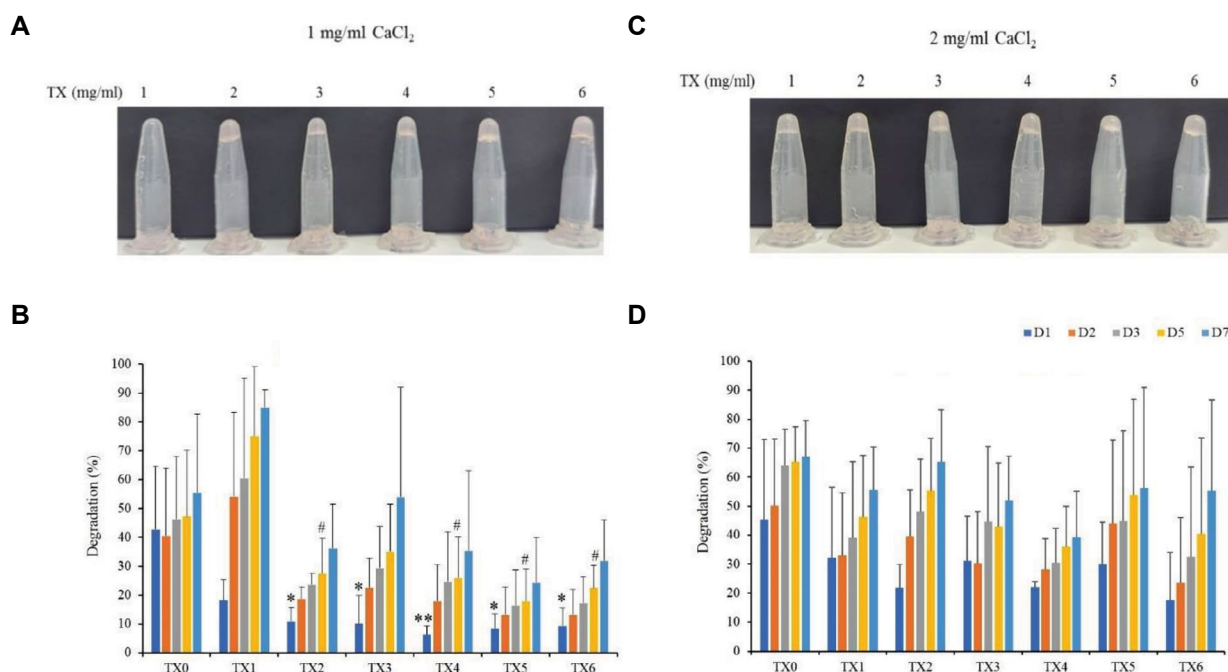 A
1 mg/ml CaCl₂
TX (mg/ml) 1 2 3 4 5 6
B
100
90
80
70
60
50
40
30
20
10
0
Degradation (%)
* # * ** # * # * #
TX0 TX1 TX2 TX3 TX4 TX5 TX6
C
2 mg/ml CaCl₂
TX (mg/ml) 1 2 3 4 5 6
D
D1 D2 D3 D5 D7
100
90
80
70
60
50
40
30
20
10
0
Degradation (%)
TX0 TX1 TX2 TX3 TX4 TX5 TX6